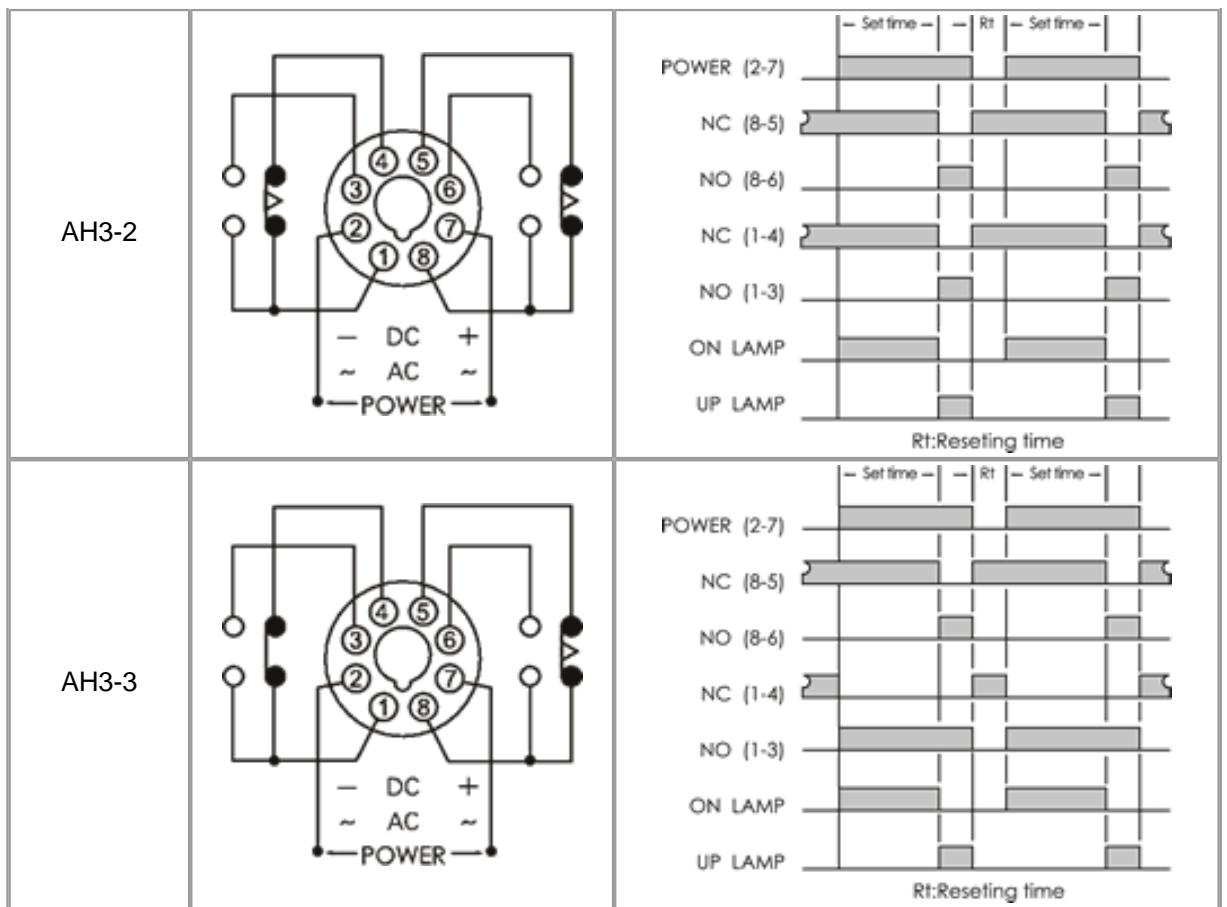 AH3-2
4 5
3 6
2 7
1 8
− DC +
~ AC ~
POWER
Set time Rt Set time
POWER (2-7)
NC (8-5)
NO (8-6)
NC (1-4)
NO (1-3)
ON LAMP
UP LAMP
Rt:Reseting time
AH3-3
4 5
3 6
2 7
1 8
− DC +
~ AC ~
POWER
Set time Rt Set time
POWER (2-7)
NC (8-5)
NO (8-6)
NC (1-4)
NO (1-3)
ON LAMP
UP LAMP
Rt:Reseting time